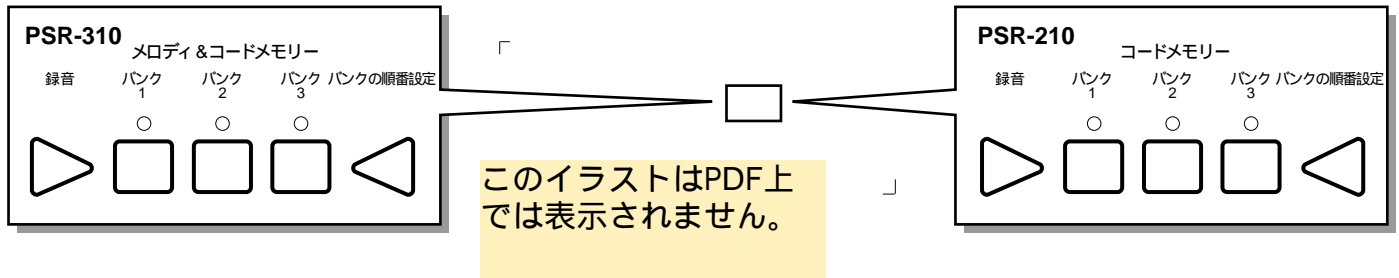 PSR-310
メロディ&コードメモリー
録音 バンク1 バンク2 バンク3 バンクの順番設定
「
このイラストはPDF上
では表示されません。
」
PSR-210
コードメモリー
録音 バンク1 バンク2 バンク3 バンクの順番設定